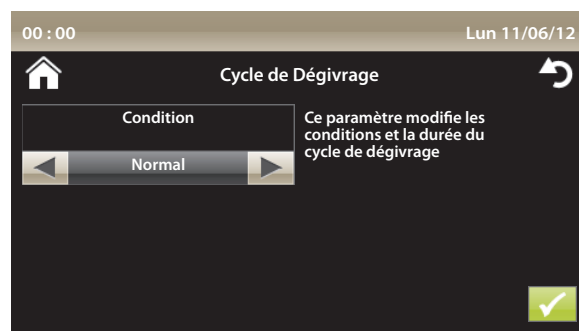 00 : 00 Lun 11/06/12
Cycle de Dégivrage
Condition
Normal
Ce paramètre modifie les
conditions et la durée du
cycle de dégivrage